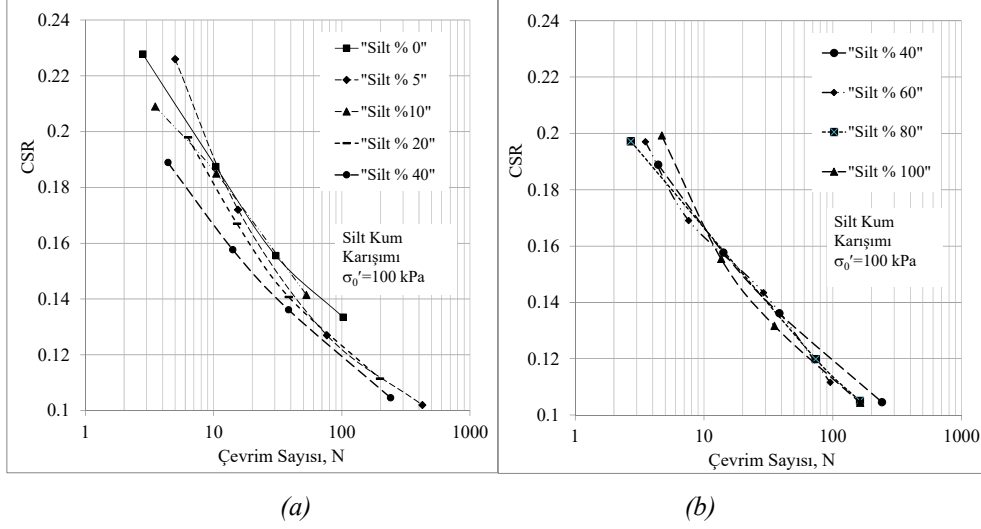 0.24
0.22
0.2
0.18
0.16
0.14
0.12
0.1
CSR
1
10
100
1000
Çevrim Sayısı, N
"Silt % 0"
"Silt % 5"
"Silt %10"
"Silt % 20"
"Silt % 40"
Silt Kum
Karışımı
σ₀'=100 kPa
(a)
0.24
0.22
0.2
0.18
0.16
0.14
0.12
0.1
CSR
1
10
100
1000
Çevrim Sayısı, N
"Silt % 40"
"Silt % 60"
"Silt % 80"
"Silt % 100"
Silt Kum
Karışımı
σ₀'=100 kPa
(b)